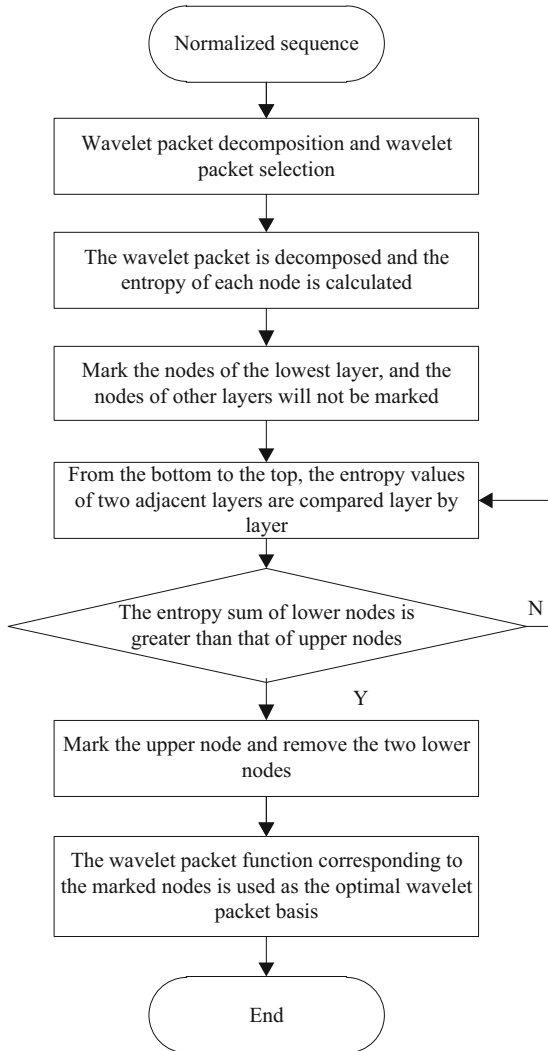 Normalized sequence
Wavelet packet decomposition and wavelet
packet selection
The wavelet packet is decomposed and the
entropy of each node is calculated
Mark the nodes of the lowest layer, and the
nodes of other layers will not be marked
From the bottom to the top, the entropy values
of two adjacent layers are compared layer by
layer
The entropy sum of lower nodes is
greater than that of upper nodes
N
Y
Mark the upper node and remove the two lower
nodes
The wavelet packet function corresponding to
the marked nodes is used as the optimal wavelet
packet basis
End